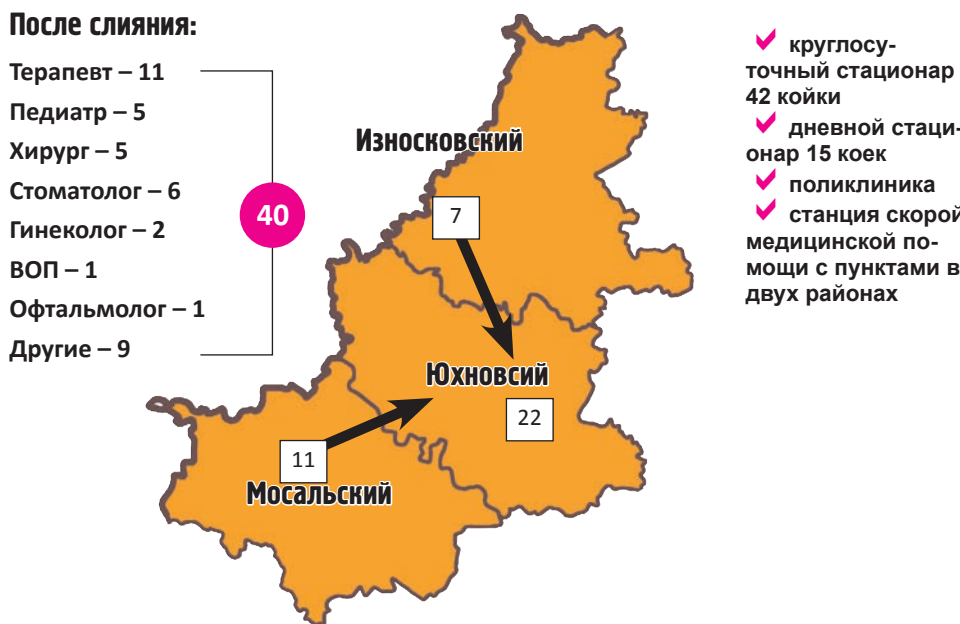 После слияния:
Терапевт – 11
Педиатр – 5
Хирург – 5
Стоматолог – 6
Гинеколог – 2
ВОП – 1
Офтальмолог – 1
Другие – 9
40
Износковский
7
Юхновсий
22
11
Мосальский
круглосу-
точный стационар
42 койки
дневной стаци-
онар 15 коек
поликлиника
станция скорой
медицинской по-
мощи с пунктами в
двух районах